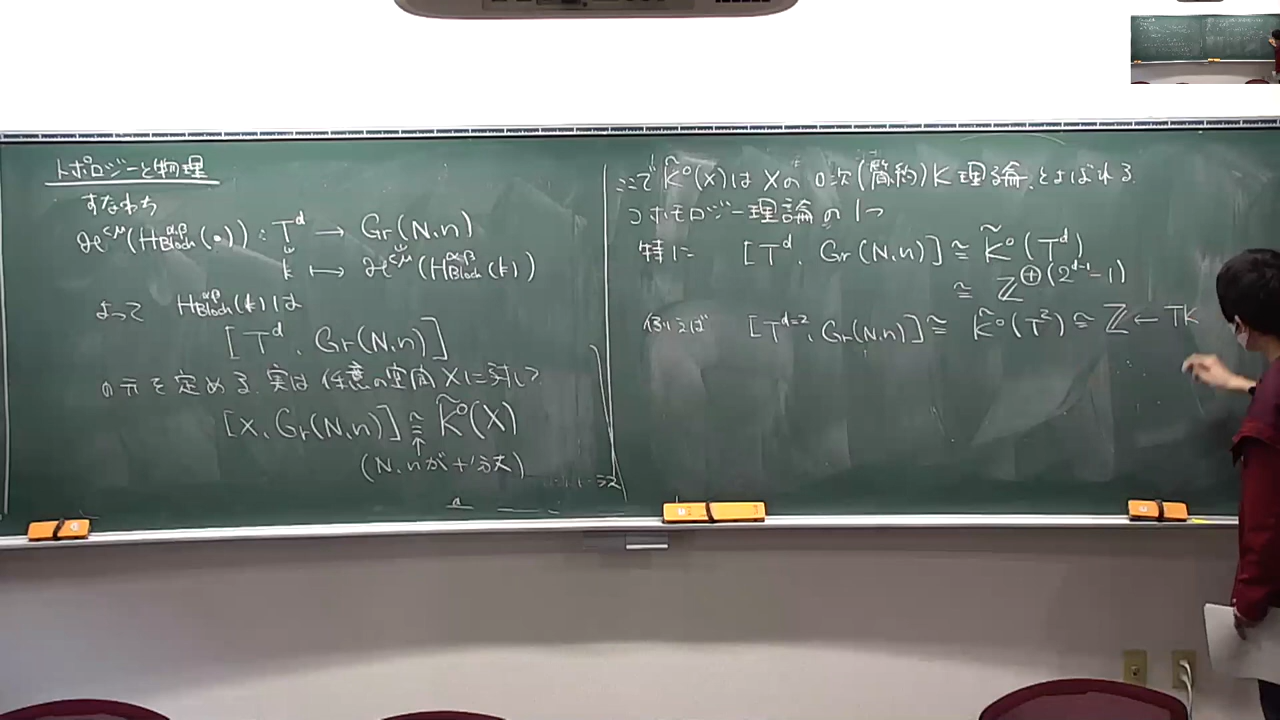 トポロジーと物理
すなわち
ℋ^{<μ}(H^{αβ}_{Bloch}(•)) : T^d → Gr(N,n)
k ↦ ℋ^{<μ}(H^{αβ}_{Bloch}(k))
よって H^{αβ}_{Bloch}(k)は
[T^d, Gr(N,n)]
の元を定める. 実は任意の空間Xに対して
[X, Gr(N,n)] ≅ K̃^0(X)
↑
(N,nが十分大)
ここで K̃^0(X)はXの0次(簡約)K理論とよばれる
コホモロジー理論の1つ
特に [T^d, Gr(N,n)] ≅ K̃^0(T^d)
≅ ℤ^{⊕(2^{d-1}-1)}
例えば [T^{d=2}, Gr(N,n)] ≅ K̃^0(T^2) ≅ ℤ ← TK